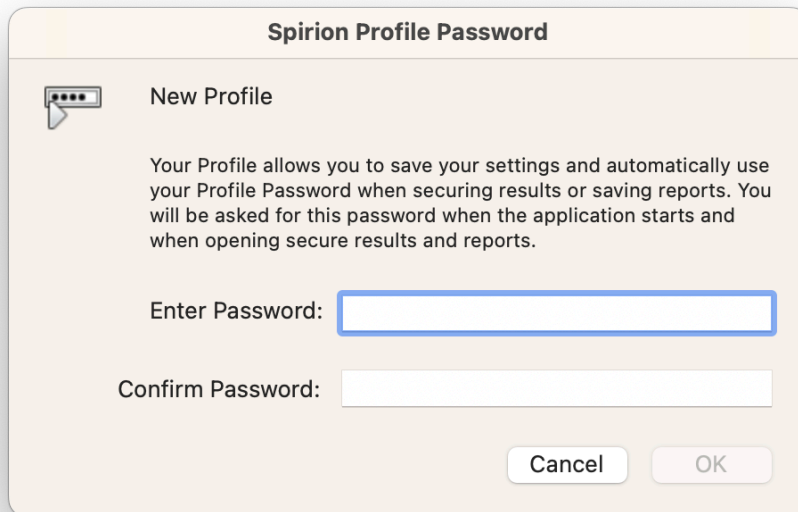 Spirion Profile Password
New Profile
Your Profile allows you to save your settings and automatically use
your Profile Password when securing results or saving reports. You
will be asked for this password when the application starts and
when opening secure results and reports.
Enter Password:
Confirm Password:
Cancel OK